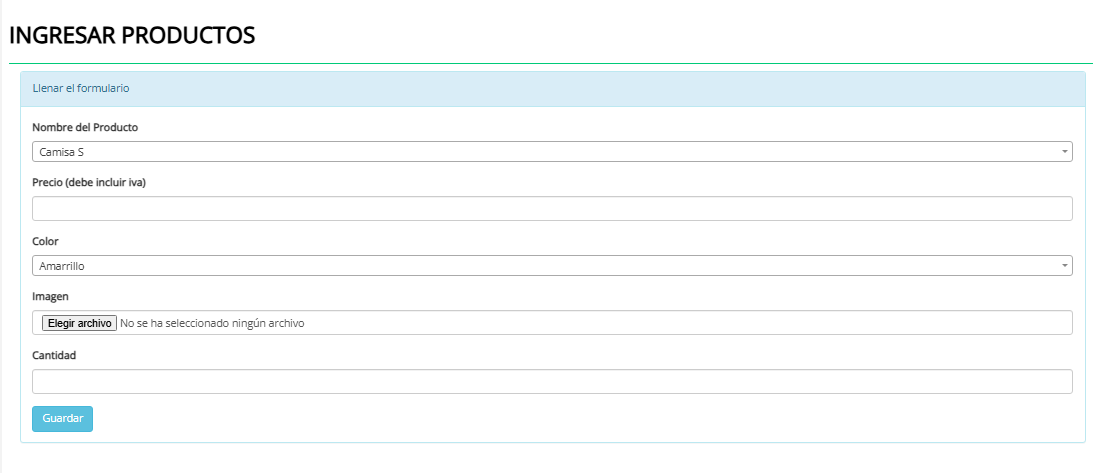 INGRESAR PRODUCTOS
Llenar el formulario
Nombre del Producto
Camisa S
Precio (debe incluir iva)
Color
Amarrillo
Imagen
Elegir archivo No se ha seleccionado ningún archivo
Cantidad
Guardar